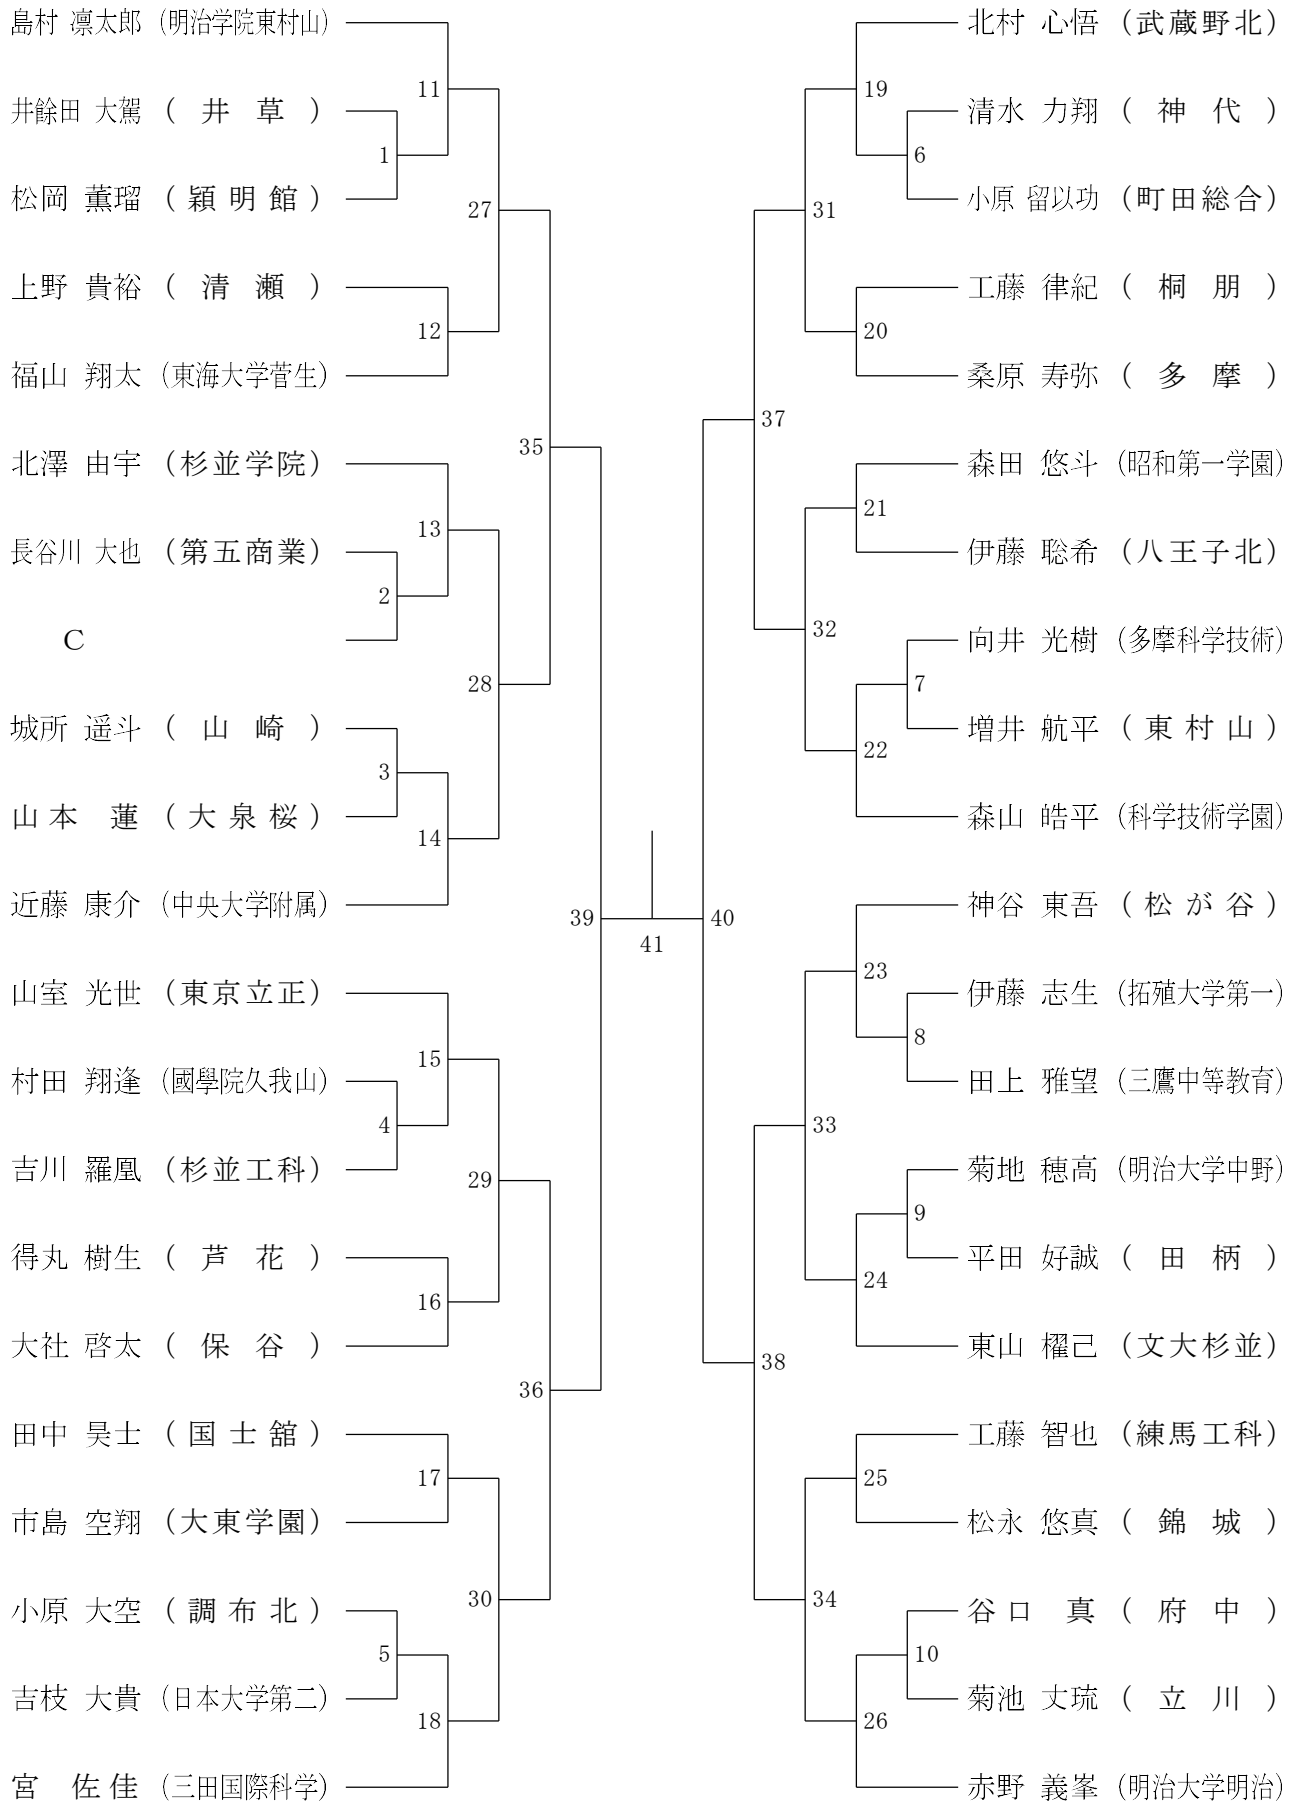 島村 凛太郎 (明治学院東村山)
11
井餘田 大駕 ( 井 草 )
1
松岡 薫瑠 ( 穎 明 館 )
27
上野 貴裕 ( 清 瀬 )
12
福山 翔太 (東海大学菅生)
35
北澤 由宇 (杉並学院)
13
長谷川 大也 (第五商業)
2
C
28
城所 遥斗 ( 山 崎 )
3
山本 蓮 ( 大 泉 桜 )
14
近藤 康介 (中央大学附属)
39
山室 光世 (東京立正)
15
村田 翔逢 (國學院久我山)
4
吉川 羅凰 (杉並工科)
29
得丸 樹生 ( 芦 花 )
16
大社 啓太 ( 保 谷 )
36
田中 昊士 ( 国 士 舘 )
17
市島 空翔 (大東学園)
30
小原 大空 ( 調 布 北 )
5
吉枝 大貴 (日本大学第二)
18
宮 佐佳 (三田国際科学)
41
北村 心悟 (武蔵野北)
19
清水 力翔 ( 神 代 )
6
小原 留以功 (町田総合)
31
工藤 律紀 ( 桐 朋 )
20
桑原 寿弥 ( 多 摩 )
37
森田 悠斗 (昭和第一学園)
21
伊藤 聡希 (八王子北)
32
向井 光樹 (多摩科学技術)
7
増井 航平 ( 東 村 山 )
22
森山 皓平 (科学技術学園)
40
神谷 東吾 ( 松 が 谷 )
23
伊藤 志生 (拓殖大学第一)
8
田上 雅望 (三鷹中等教育)
33
菊地 穂高 (明治大学中野)
9
平田 好誠 ( 田 柄 )
24
東山 櫂己 (文大杉並)
38
工藤 智也 (練馬工科)
25
松永 悠真 ( 錦 城 )
34
谷口 真 ( 府 中 )
10
菊池 丈琉 ( 立 川 )
26
赤野 義峯 (明治大学明治)